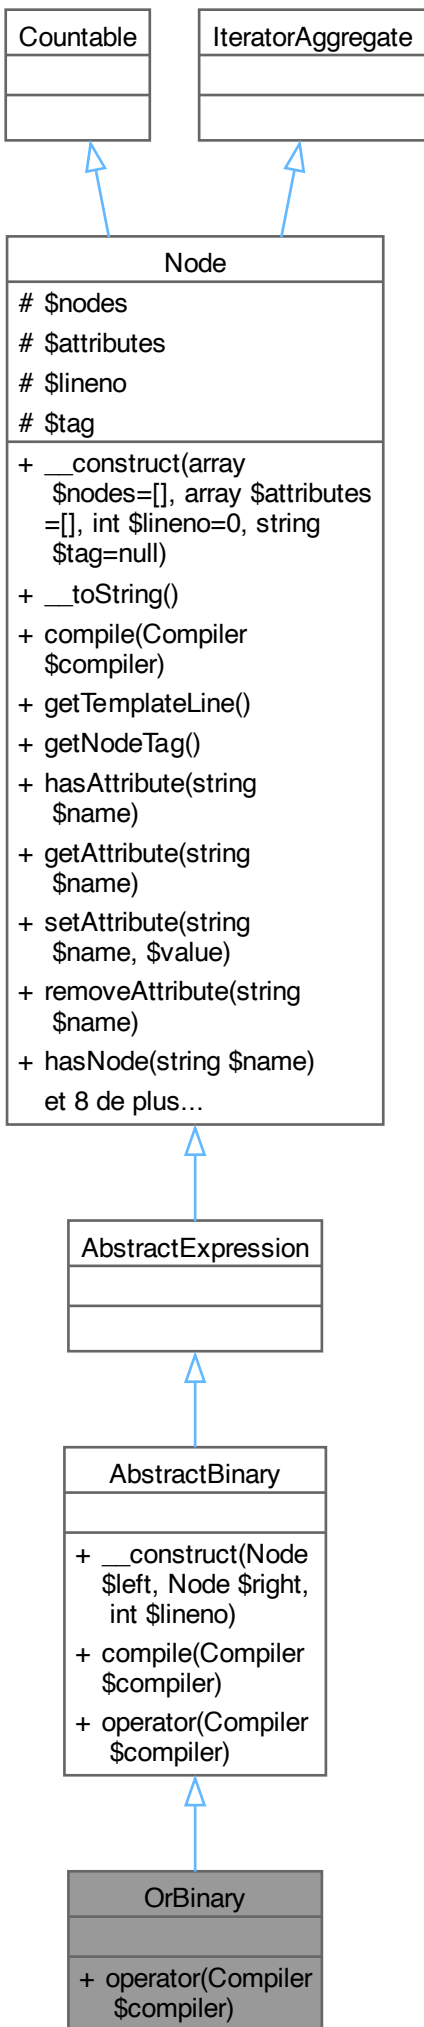 Countable
IteratorAggregate
Node
# $nodes
# $attributes
# $lineno
# $tag
+ __construct(array
$nodes=[], array $attributes
=[], int $lineno=0, string
$tag=null)
+ __toString()
+ compile(Compiler
$compiler)
+ getTemplateLine()
+ getNodeTag()
+ hasAttribute(string
$name)
+ getAttribute(string
$name)
+ setAttribute(string
$name, $value)
+ removeAttribute(string
$name)
+ hasNode(string $name)
et 8 de plus...
AbstractExpression
AbstractBinary
+ __construct(Node
$left, Node $right,
int $lineno)
+ compile(Compiler
$compiler)
+ operator(Compiler
$compiler)
OrBinary
+ operator(Compiler
$compiler)